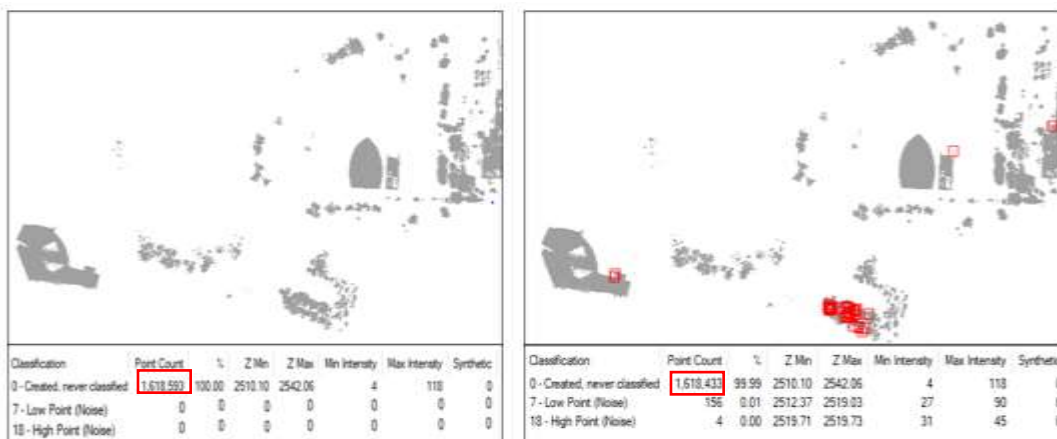 Classification Point Count % Z Min Z Max Min Intensity Max Intensity Synthetic
0 - Created, never classified 1,618,593 100.00 2510.10 2542.06 4 118 0
7 - Low Point (Noise) 0 0 0 0 0 0 0
18 - High Point (Noise) 0 0 0 0 0 0 0
Classification Point Count % Z Min Z Max Min Intensity Max Intensity Synthetic
0 - Created, never classified 1,618,433 99.99 2510.10 2542.06 4 118
7 - Low Point (Noise) 156 0.01 2512.37 2519.03 27 90
18 - High Point (Noise) 4 0.00 2519.71 2519.73 31 45